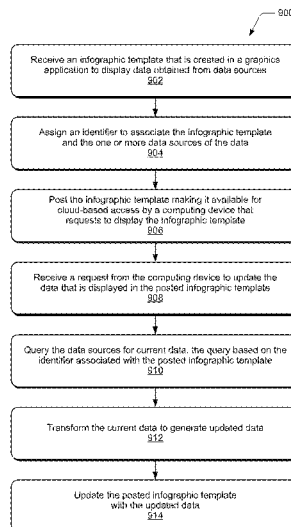 900
Receive an infographic template that is created in a graphics
application to display data obtained from data sources
902
Assign an identifier to associate the infographic template
and the one or more data sources of the data
904
Post the infographic template making it available for
cloud-based access by a computing device that
requests to display the infographic template
906
Receive a request from the computing device to update the
data that is displayed in the posted infographic template
908
Query the data sources for current data, the query based on the
identifier associated with the posted infographic template
910
Transform the current data to generate updated data
912
Update the posted infographic template
with the updated data
914